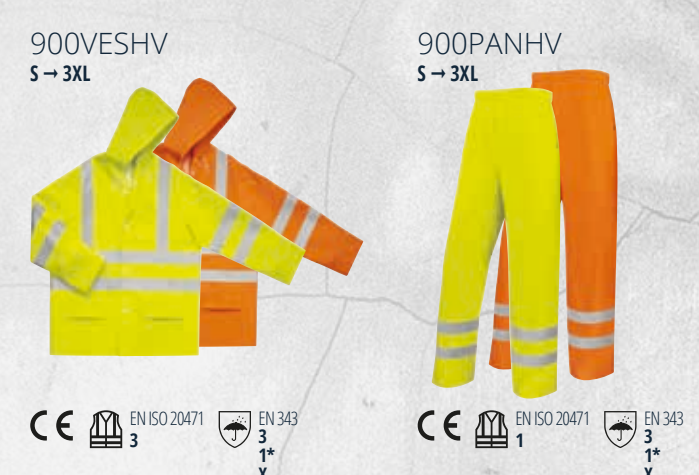 900VESHV
S → 3XL
CE EN ISO 20471
3
EN 343
3
1*
X
900PANHV
S → 3XL
CE EN ISO 20471
1
EN 343
3
1*
X